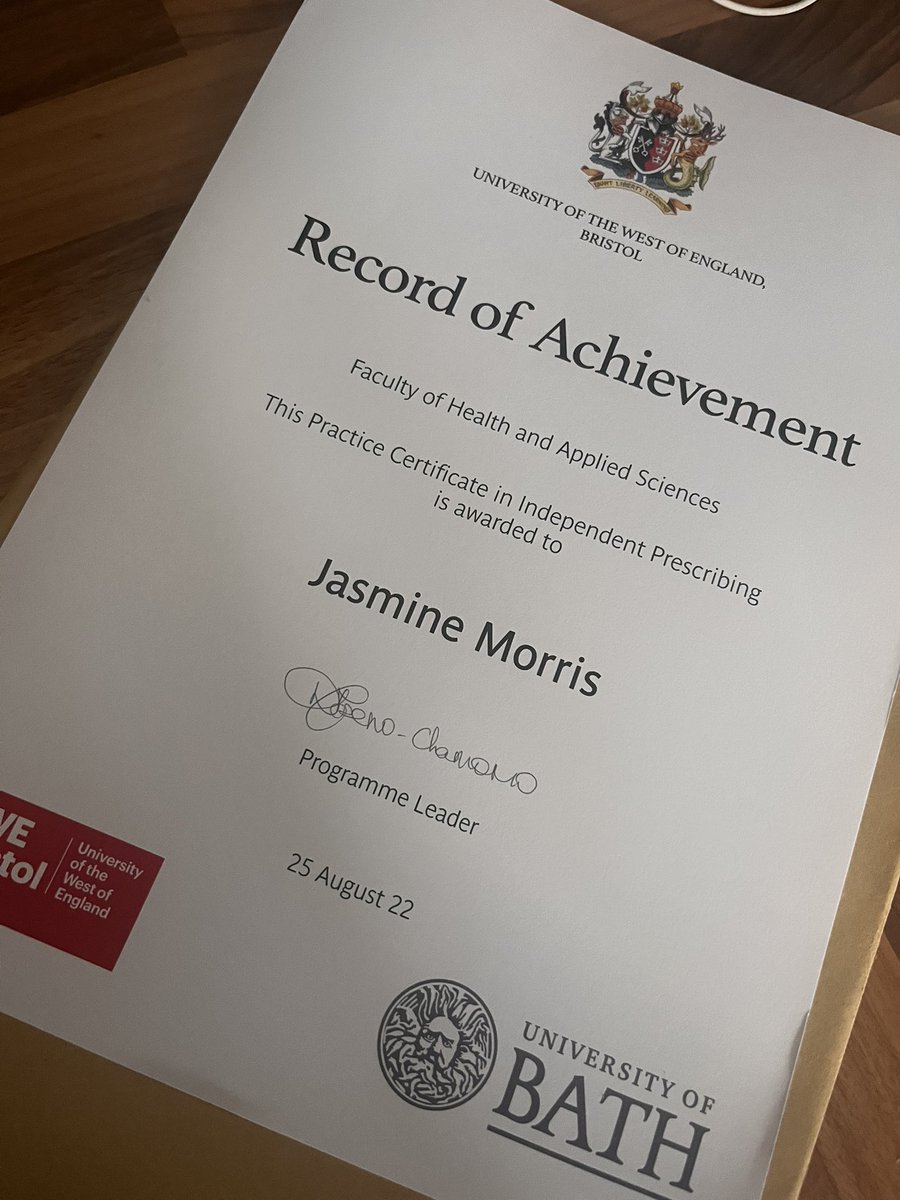 UNIVERSITY OF THE WEST OF ENGLAND,
BRISTOL
Record of Achievement
Faculty of Health and Applied Sciences
This Practice Certificate in Independent Prescribing
is awarded to
Jasmine Morris
Programme Leader
25 August 22
University
of the
West of
England
UNIVERSITY OF
BATH